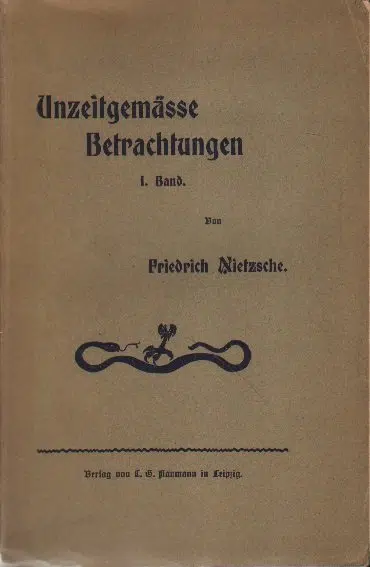 Unzeitgemässe
Betrachtungen
I. Band.
Von
Friedrich Nietzsche.
Verlag von C. G. Naumann in Leipzig.